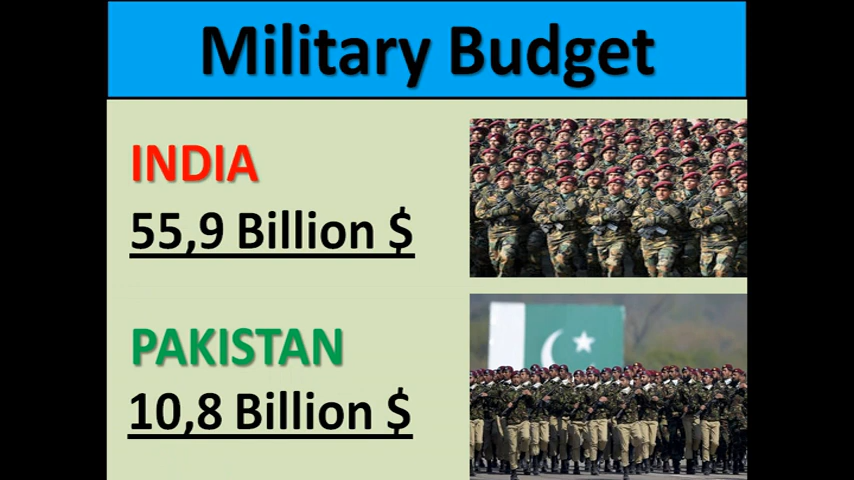 Military Budget
INDIA
55,9 Billion $
PAKISTAN
10,8 Billion $